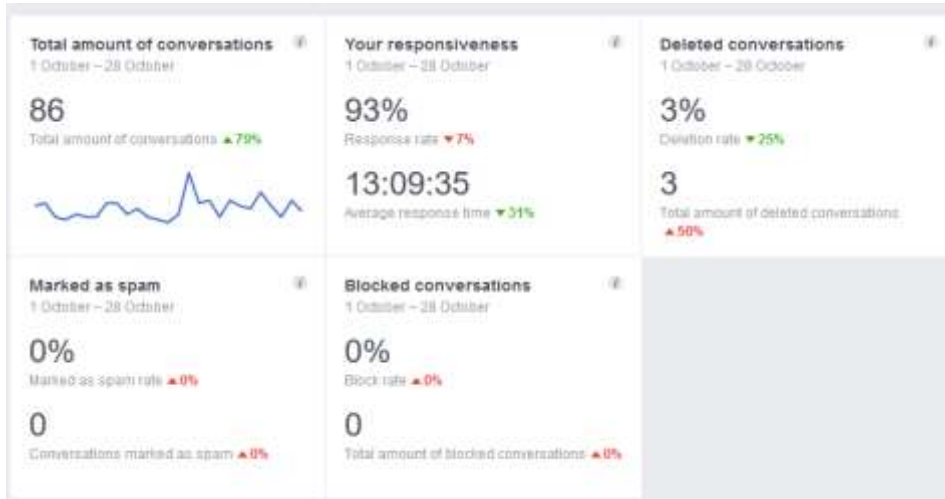 Total amount of conversations i
1 October – 28 October
86
Total amount of conversations ▲79%
Your responsiveness i
1 October – 28 October
93%
Response rate ▼7%
13:09:35
Average response time ▼31%
Deleted conversations i
1 October – 28 October
3%
Deletion rate ▼25%
3
Total amount of deleted conversations
▲50%
Marked as spam i
1 October – 28 October
0%
Marked as spam rate ▲0%
0
Conversations marked as spam ▲0%
Blocked conversations i
1 October – 28 October
0%
Block rate ▲0%
0
Total amount of blocked conversations ▲0%